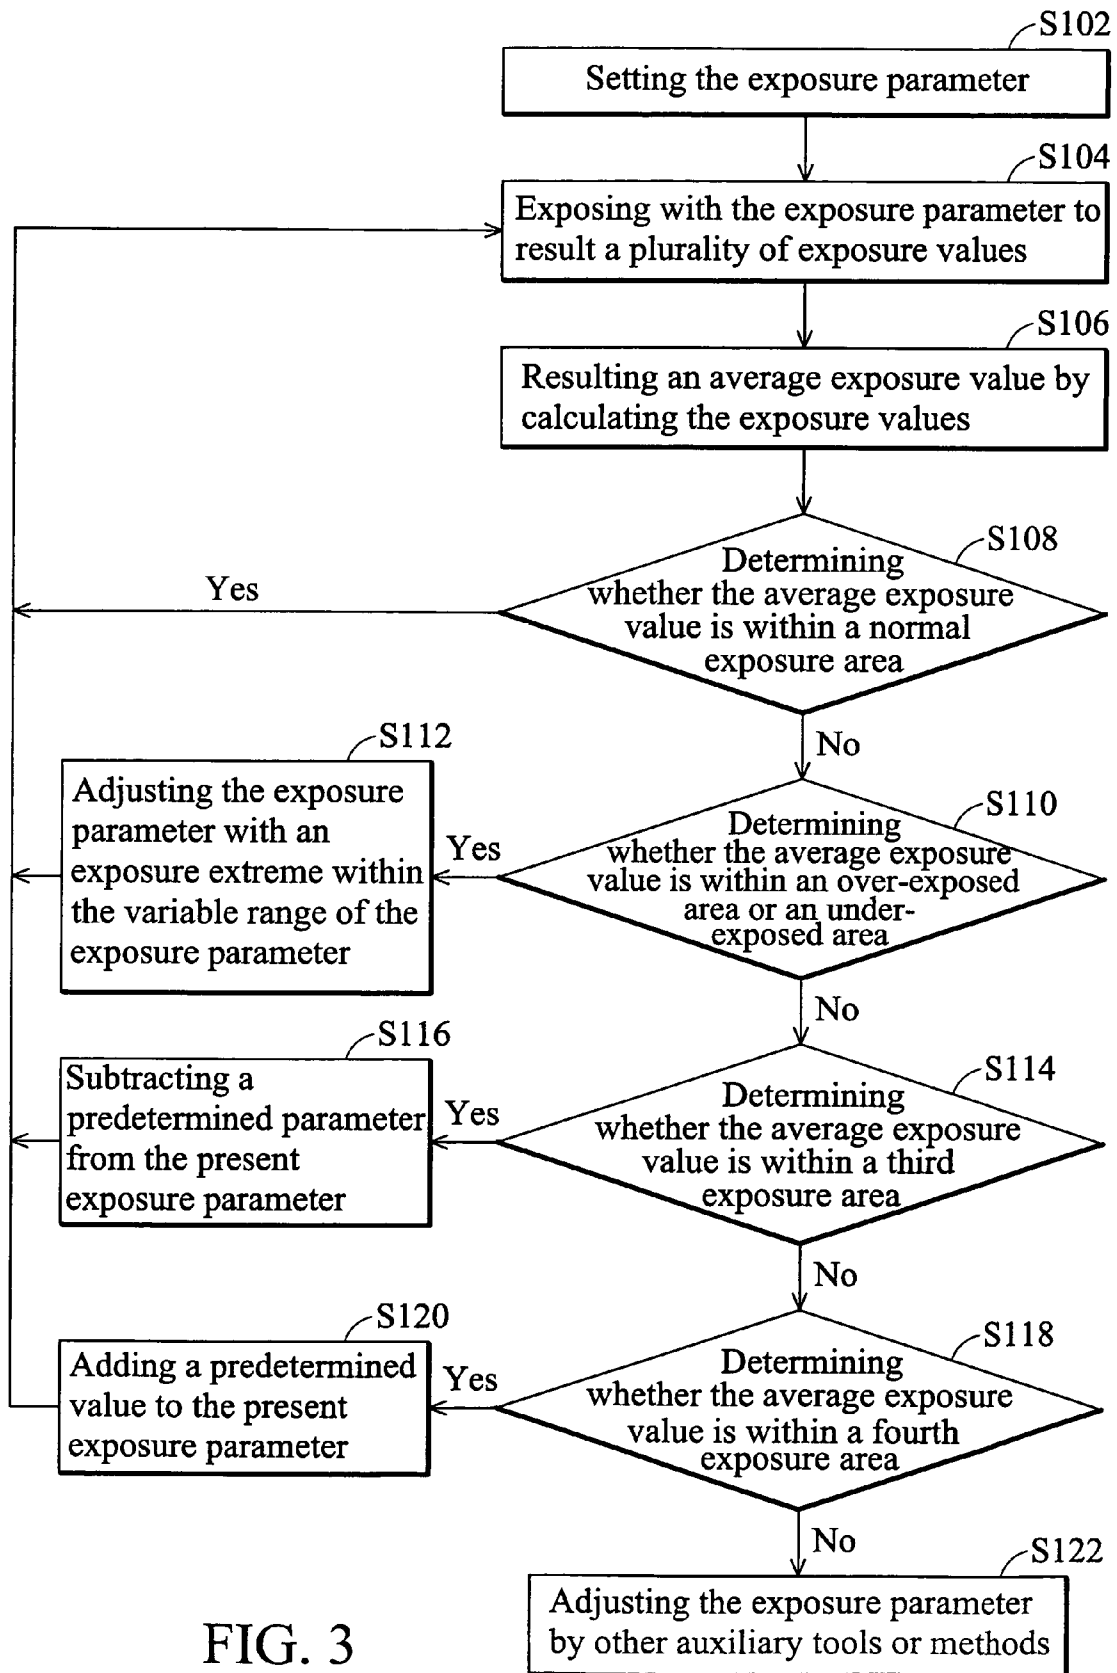 S102
Setting the exposure parameter
S104
Exposing with the exposure parameter to
result a plurality of exposure values
S106
Resulting an average exposure value by
calculating the exposure values
S108
Determining
whether the average exposure
value is within a normal
exposure area
Yes
No
S110
Determining
whether the average exposure
value is within an over-exposed
area or an under-
exposed area
Yes
S112
Adjusting the exposure
parameter with an
exposure extreme within
the variable range of the
exposure parameter
No
S114
Determining
whether the average exposure
value is within a third
exposure area
Yes
S116
Subtracting a
predetermined parameter
from the present
exposure parameter
No
S118
Determining
whether the average exposure
value is within a fourth
exposure area
Yes
S120
Adding a predetermined
value to the present
exposure parameter
No
S122
Adjusting the exposure parameter
by other auxiliary tools or methods
FIG. 3